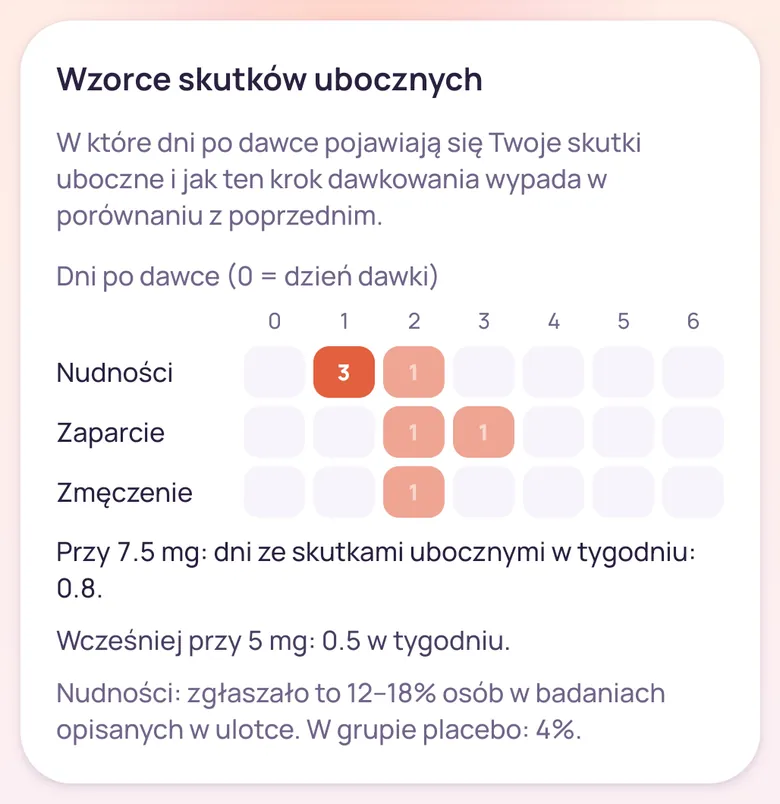 Wzorce skutków ubocznych
W które dni po dawce pojawiają się Twoje skutki
uboczne i jak ten krok dawkowania wypada w
porównaniu z poprzednim.
Dni po dawce (0 = dzień dawki)
0 1 2 3 4 5 6
Nudności 3 1
Zaparcie 1 1
Zmęczenie 1
Przy 7.5 mg: dni ze skutkami ubocznymi w tygodniu:
0.8.
Wcześniej przy 5 mg: 0.5 w tygodniu.
Nudności: zgłaszało to 12–18% osób w badaniach
opisanych w ulotce. W grupie placebo: 4%.